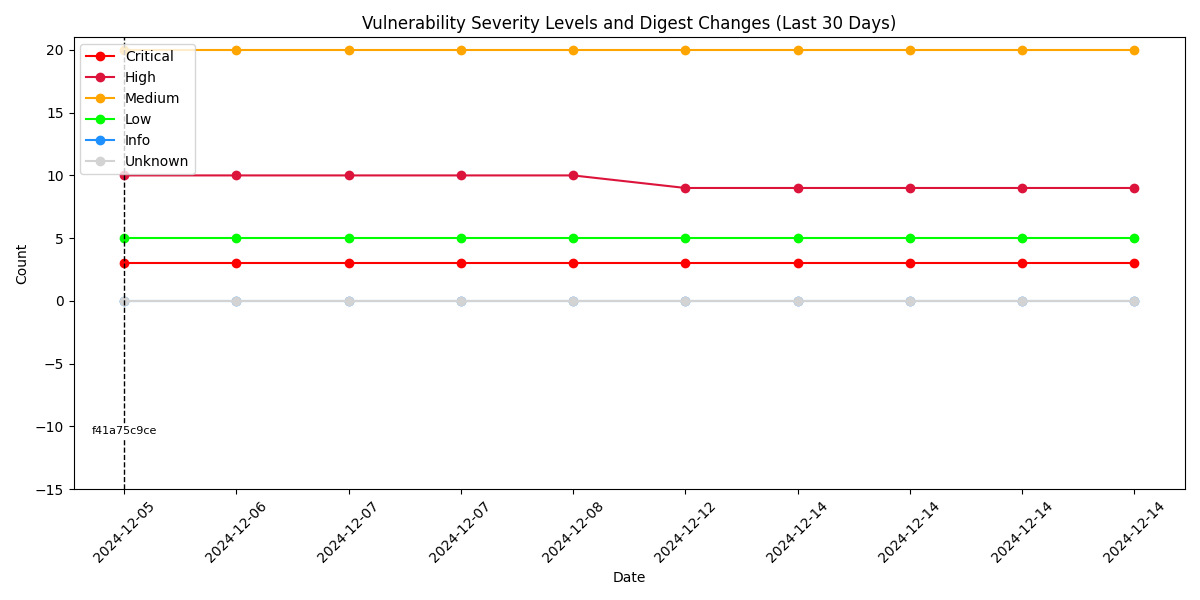 Vulnerability Severity Levels and Digest Changes (Last 30 Days)
Critical
High
Medium
Low
Info
Unknown
20
15
10
5
0
−5
−10
−15
Count
f41a75c9ce
2024-12-05
2024-12-06
2024-12-07
2024-12-07
2024-12-08
2024-12-12
2024-12-14
2024-12-14
2024-12-14
2024-12-14
Date